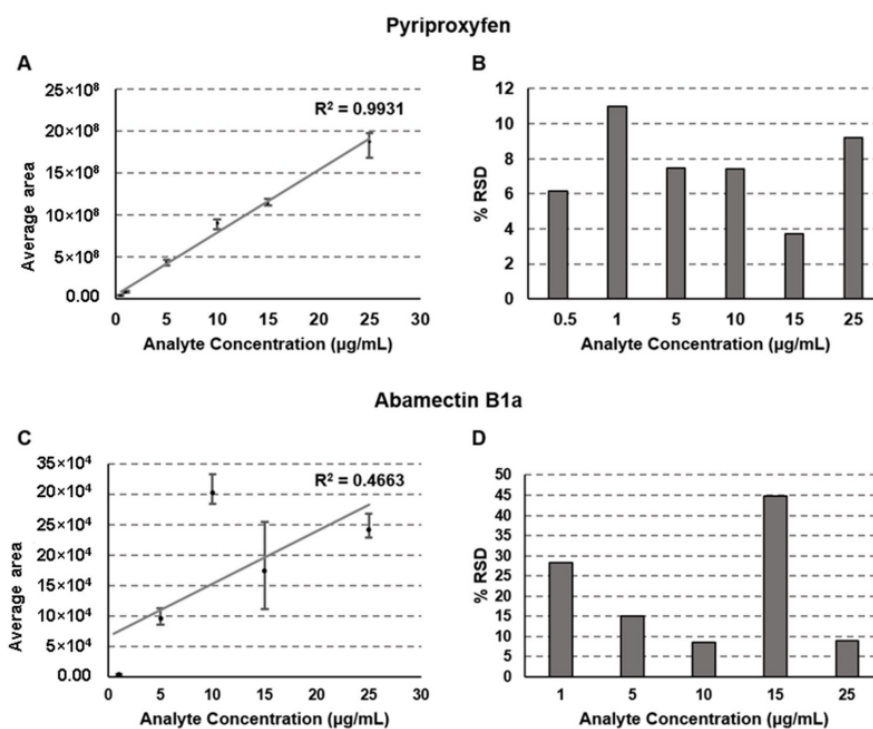 Pyriproxyfen
A
25×10⁸
20×10⁸
15×10⁸
10×10⁸
5×10⁸
0.00
Average area
R² = 0.9931
0 5 10 15 20 25 30
Analyte Concentration (µg/mL)
B
12
10
8
6
4
2
0
% RSD
0.5 1 5 10 15 25
Analyte Concentration (µg/mL)
Abamectin B1a
C
35×10⁴
20×10⁴
25×10⁴
20×10⁴
15×10⁴
10×10⁴
5×10⁴
0.00
Average area
R² = 0.4663
0 5 10 15 20 25 30
Analyte Concentration (µg/mL)
D
50
45
40
35
30
25
20
15
10
5
0
% RSD
1 5 10 15 25
Analyte Concentration (µg/mL)